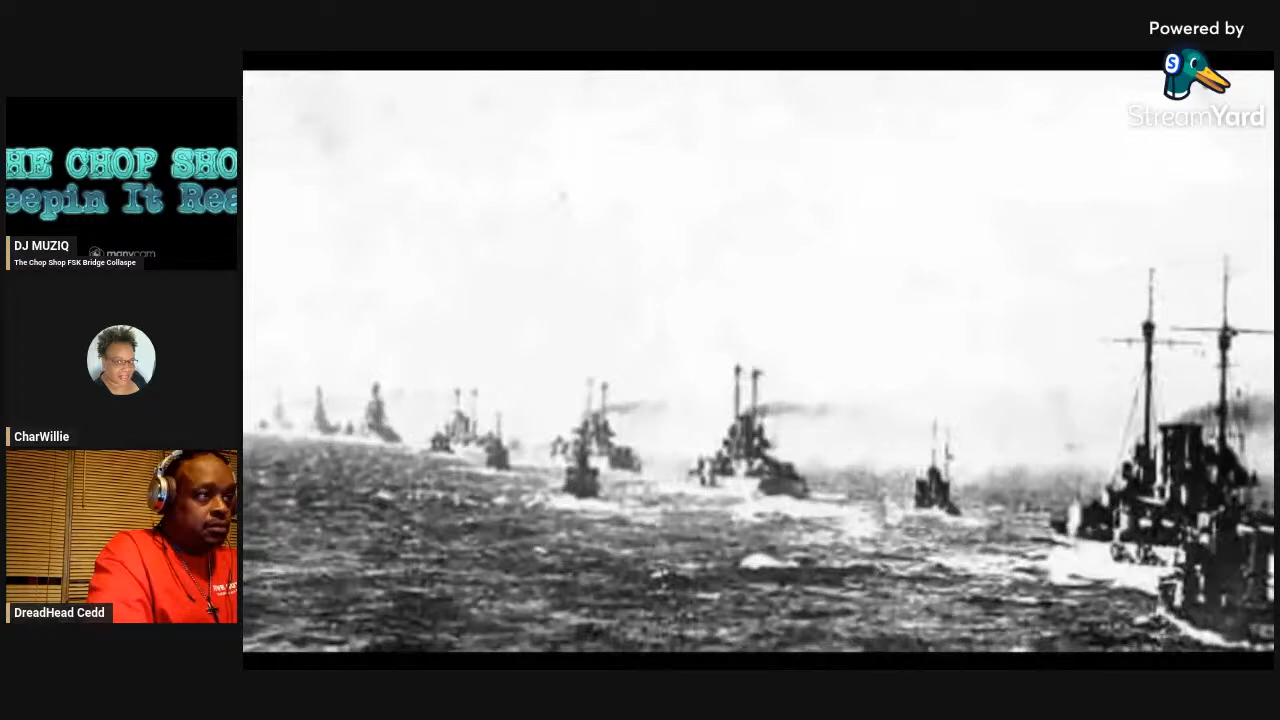 Powered by
S
StreamYard
HE CHOP SHO
eepin It Rea
manycam
DJ MUZIQ
The Chop Shop FSK Bridge Collaspe
CharWillie
DreadHead Cedd